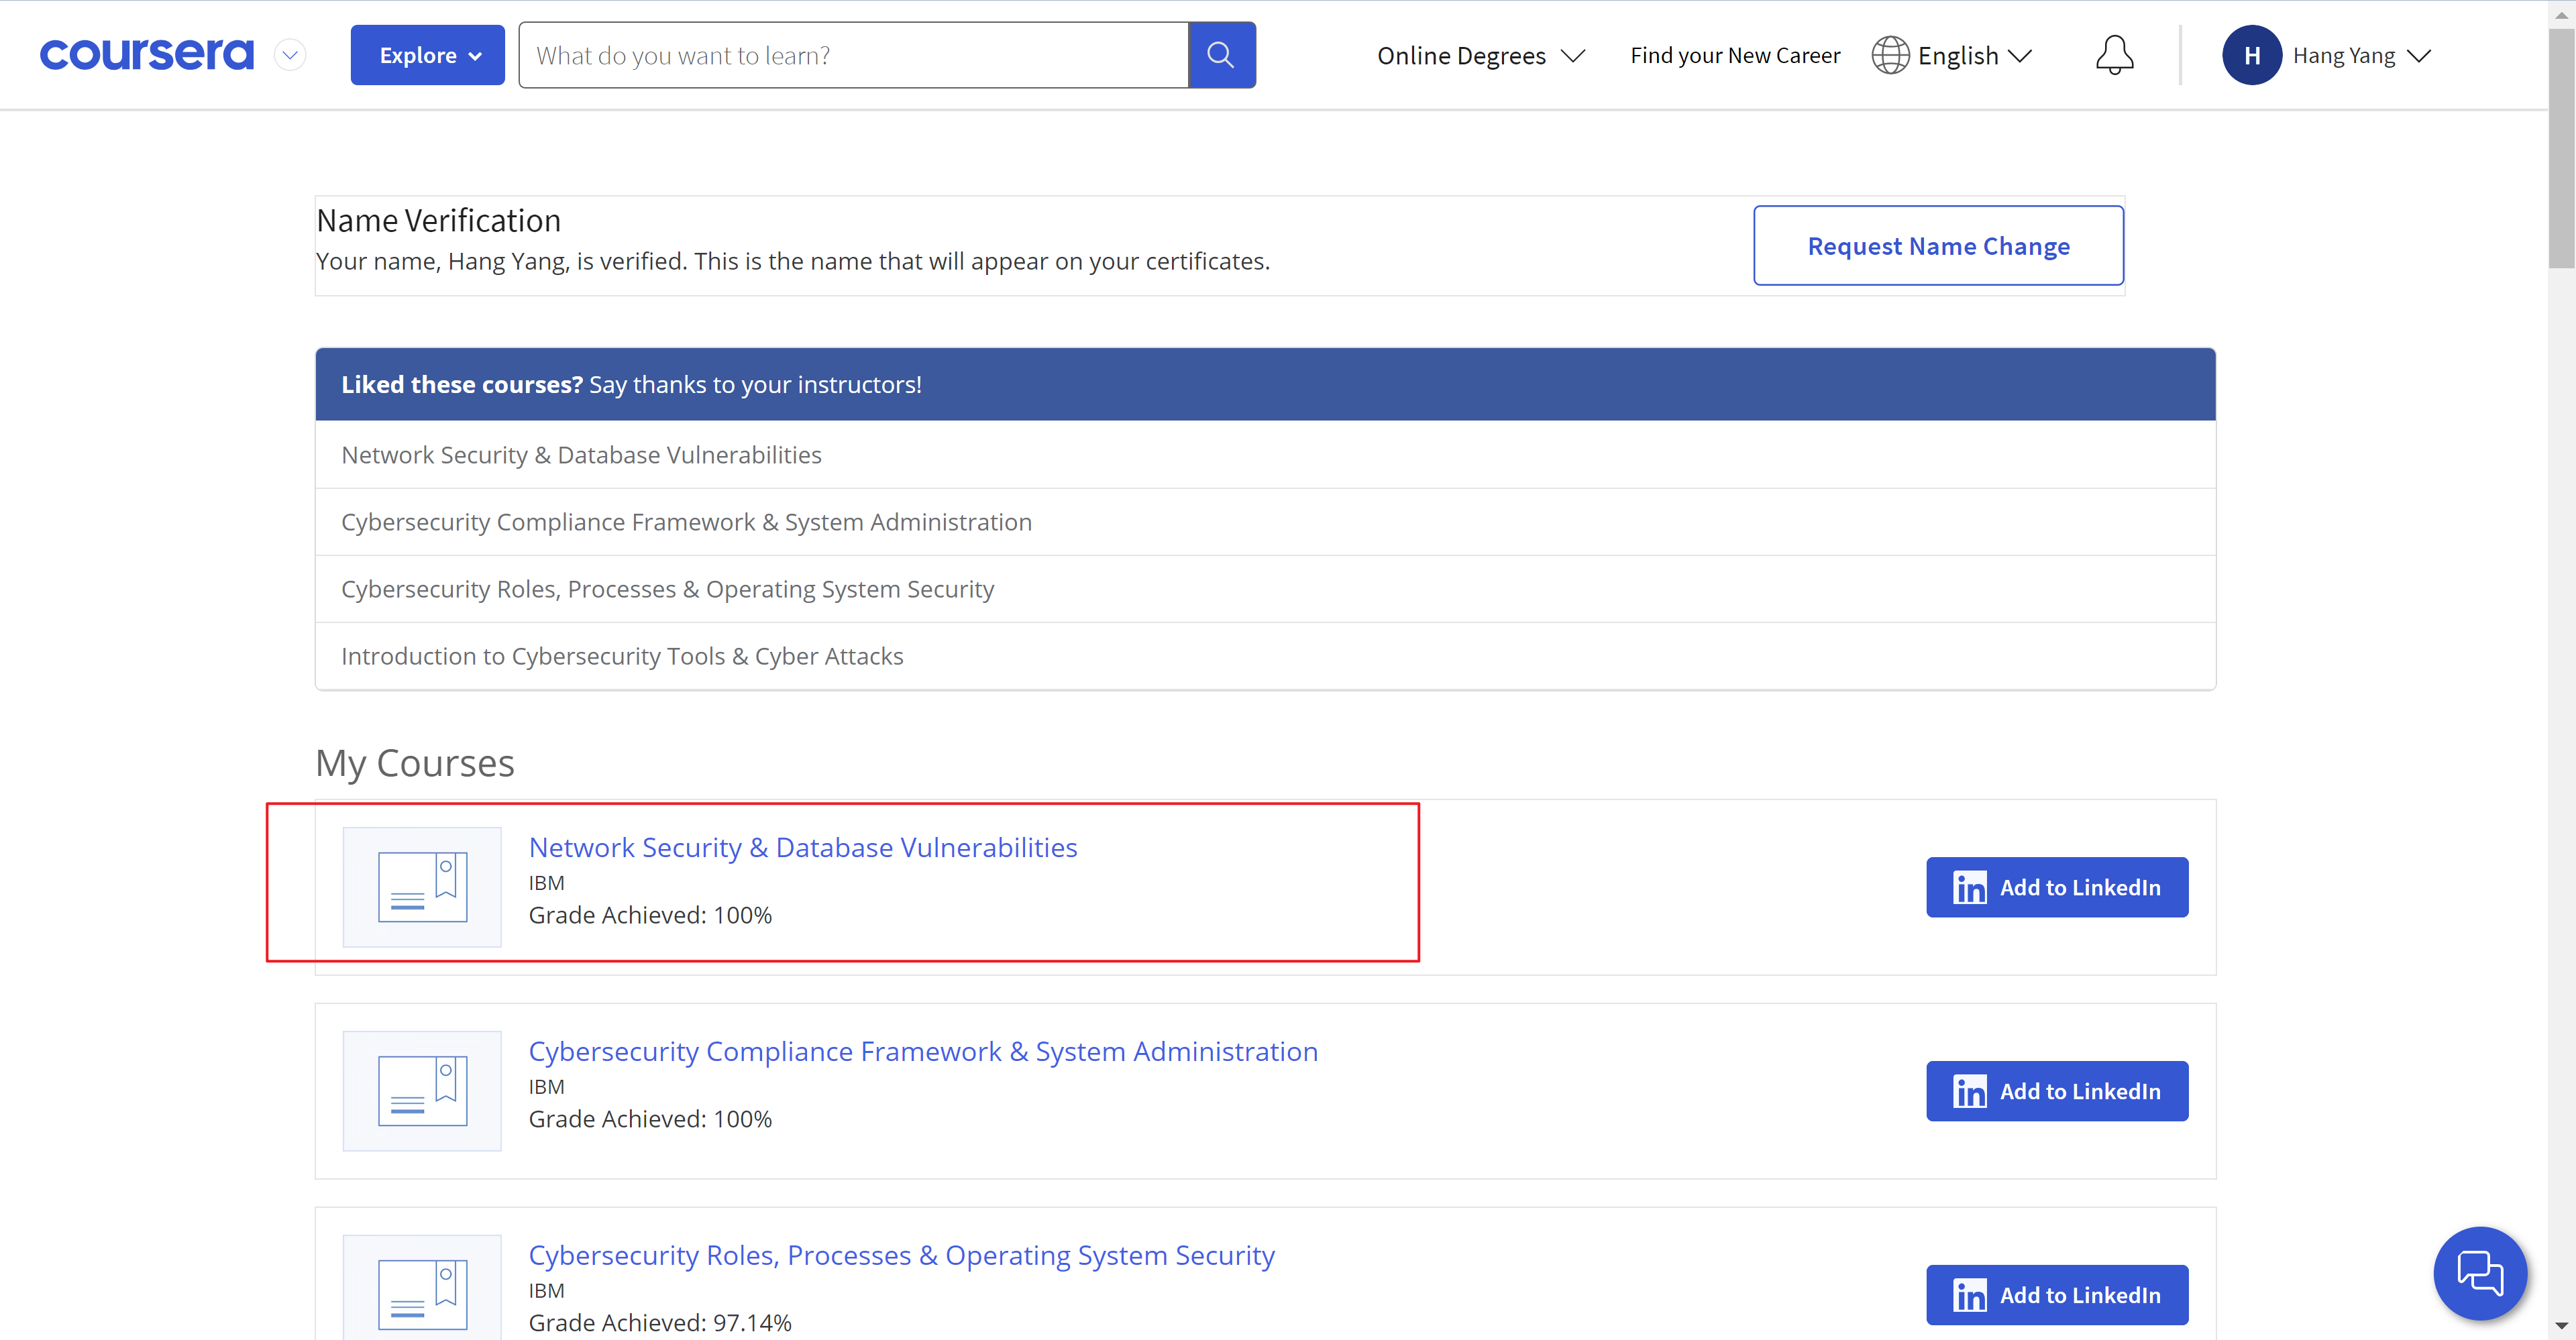 coursera
Explore
What do you want to learn?
Online Degrees
Find your New Career
English
H
Hang Yang
Name Verification
Your name, Hang Yang, is verified. This is the name that will appear on your certificates.
Request Name Change
Liked these courses? Say thanks to your instructors!
Network Security & Database Vulnerabilities
Cybersecurity Compliance Framework & System Administration
Cybersecurity Roles, Processes & Operating System Security
Introduction to Cybersecurity Tools & Cyber Attacks
My Courses
Network Security & Database Vulnerabilities
IBM
Grade Achieved: 100%
in Add to LinkedIn
Cybersecurity Compliance Framework & System Administration
IBM
Grade Achieved: 100%
in Add to LinkedIn
Cybersecurity Roles, Processes & Operating System Security
IBM
Grade Achieved: 97.14%
in Add to LinkedIn